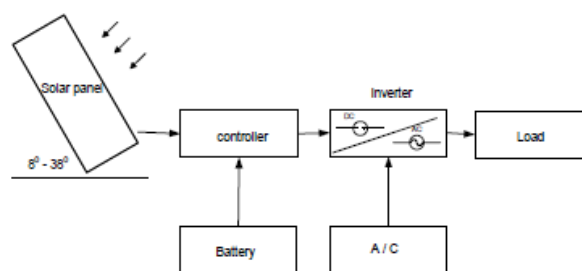 Solar panel
8⁰ - 38⁰
controller
Inverter
DC
AC
Load
Battery
A / C